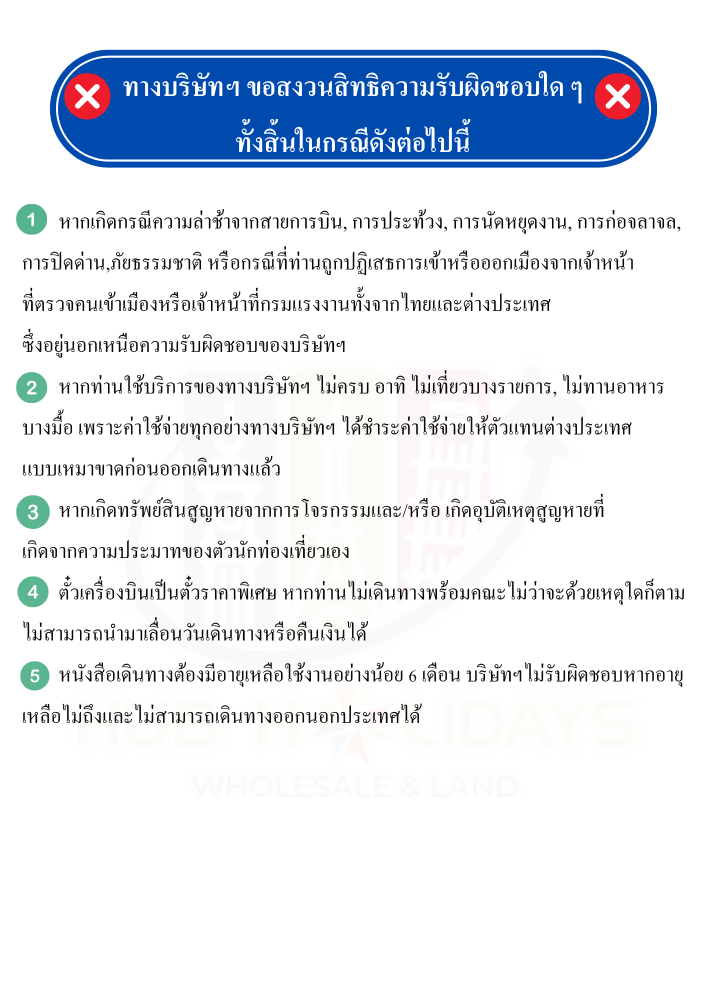 ทางบริษัทฯ ขอสงวนสิทธิความรับผิดชอบใด ๆ
ทั้งสิ้นในกรณีดังต่อไปนี้
1 หากเกิดกรณีความล่าช้าจากสายการบิน, การประท้วง, การนัดหยุดงาน, การก่อจลาจล,
การปิดด่าน,ภัยธรรมชาติ หรือกรณีที่ท่านถูกปฏิเสธการเข้าหรือออกเมืองจากเจ้าหน้า
ที่ตรวจคนเข้าเมืองหรือเจ้าหน้าที่กรมแรงงานทั้งจากไทยและต่างประเทศ
ซึ่งอยู่นอกเหนือความรับผิดชอบของบริษัทฯ
2 หากท่านใช้บริการของทางบริษัทฯ ไม่ครบ อาทิ ไม่เที่ยวบางรายการ, ไม่ทานอาหาร
บางมื้อ เพราะค่าใช้จ่ายทุกอย่างทางบริษัทฯ ได้ชำระค่าใช้จ่ายให้ตัวแทนต่างประเทศ
แบบเหมาขาดก่อนออกเดินทางแล้ว
3 หากเกิดทรัพย์สินสูญหายจากการโจรกรรมและ/หรือ เกิดอุบัติเหตุสูญหายที่
เกิดจากความประมาทของตัวนักท่องเที่ยวเอง
4 ตั๋วเครื่องบินเป็นตั๋วราคาพิเศษ หากท่านไม่เดินทางพร้อมคณะไม่ว่าจะด้วยเหตุใดก็ตาม
ไม่สามารถนำมาเลื่อนวันเดินทางหรือคืนเงินได้
5 หนังสือเดินทางต้องมีอายุเหลือใช้งานอย่างน้อย 6 เดือน บริษัทฯไม่รับผิดชอบหากอายุ
เหลือไม่ถึงและไม่สามารถเดินทางออกนอกประเทศได้
HUB HOLIDAYS
WHOLESALE & LAND